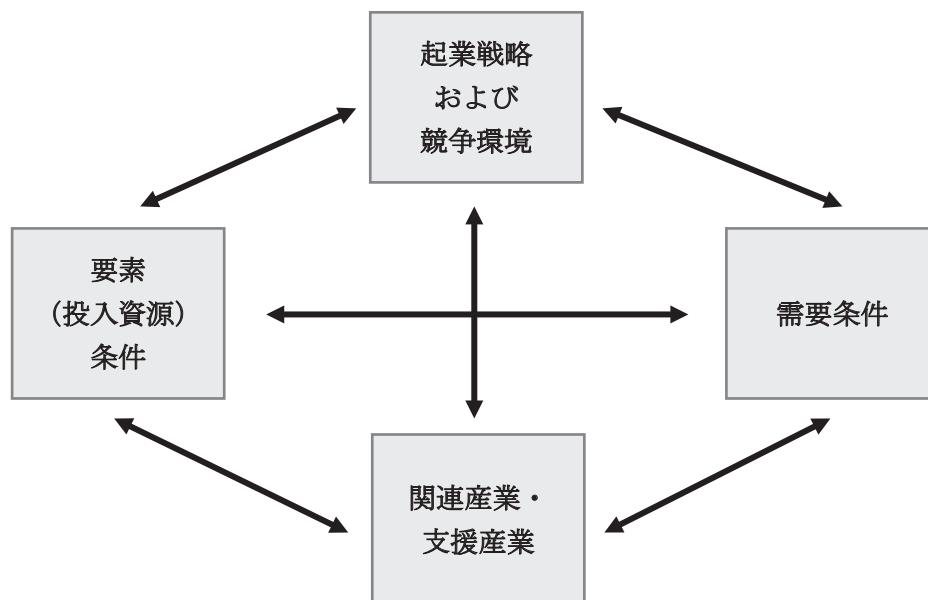 起業戦略
および
競争環境
要素
（投入資源）
条件
需要条件
関連産業・
支援産業